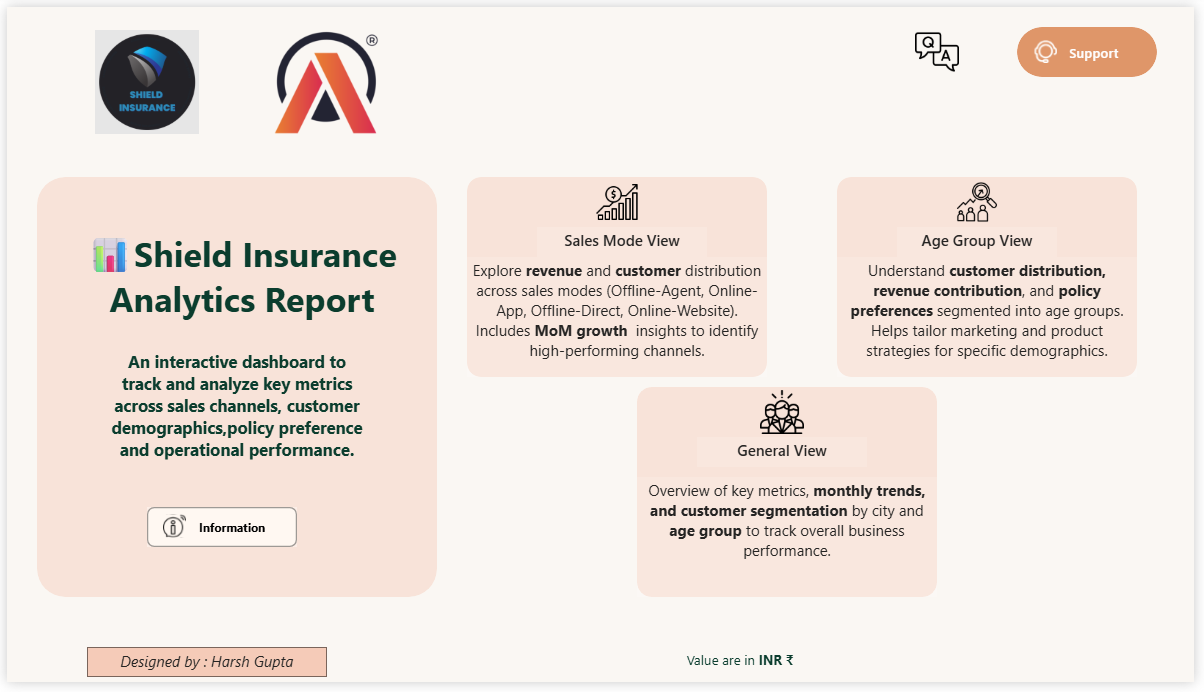 SHIELD
INSURANCE
®
Q
A
Support
Shield Insurance
Analytics Report
An interactive dashboard to
track and analyze key metrics
across sales channels, customer
demographics,policy preference
and operational performance.
Information
$
Sales Mode View
Explore revenue and customer distribution
across sales modes (Offline-Agent, Online-
App, Offline-Direct, Online-Website).
Includes MoM growth  insights to identify
high-performing channels.
Age Group View
Understand customer distribution,
revenue contribution, and policy
preferences segmented into age groups.
Helps tailor marketing and product
strategies for specific demographics.
General View
Overview of key metrics, monthly trends,
and customer segmentation by city and
age group to track overall business
performance.
Designed by : Harsh Gupta
Value are in INR ₹